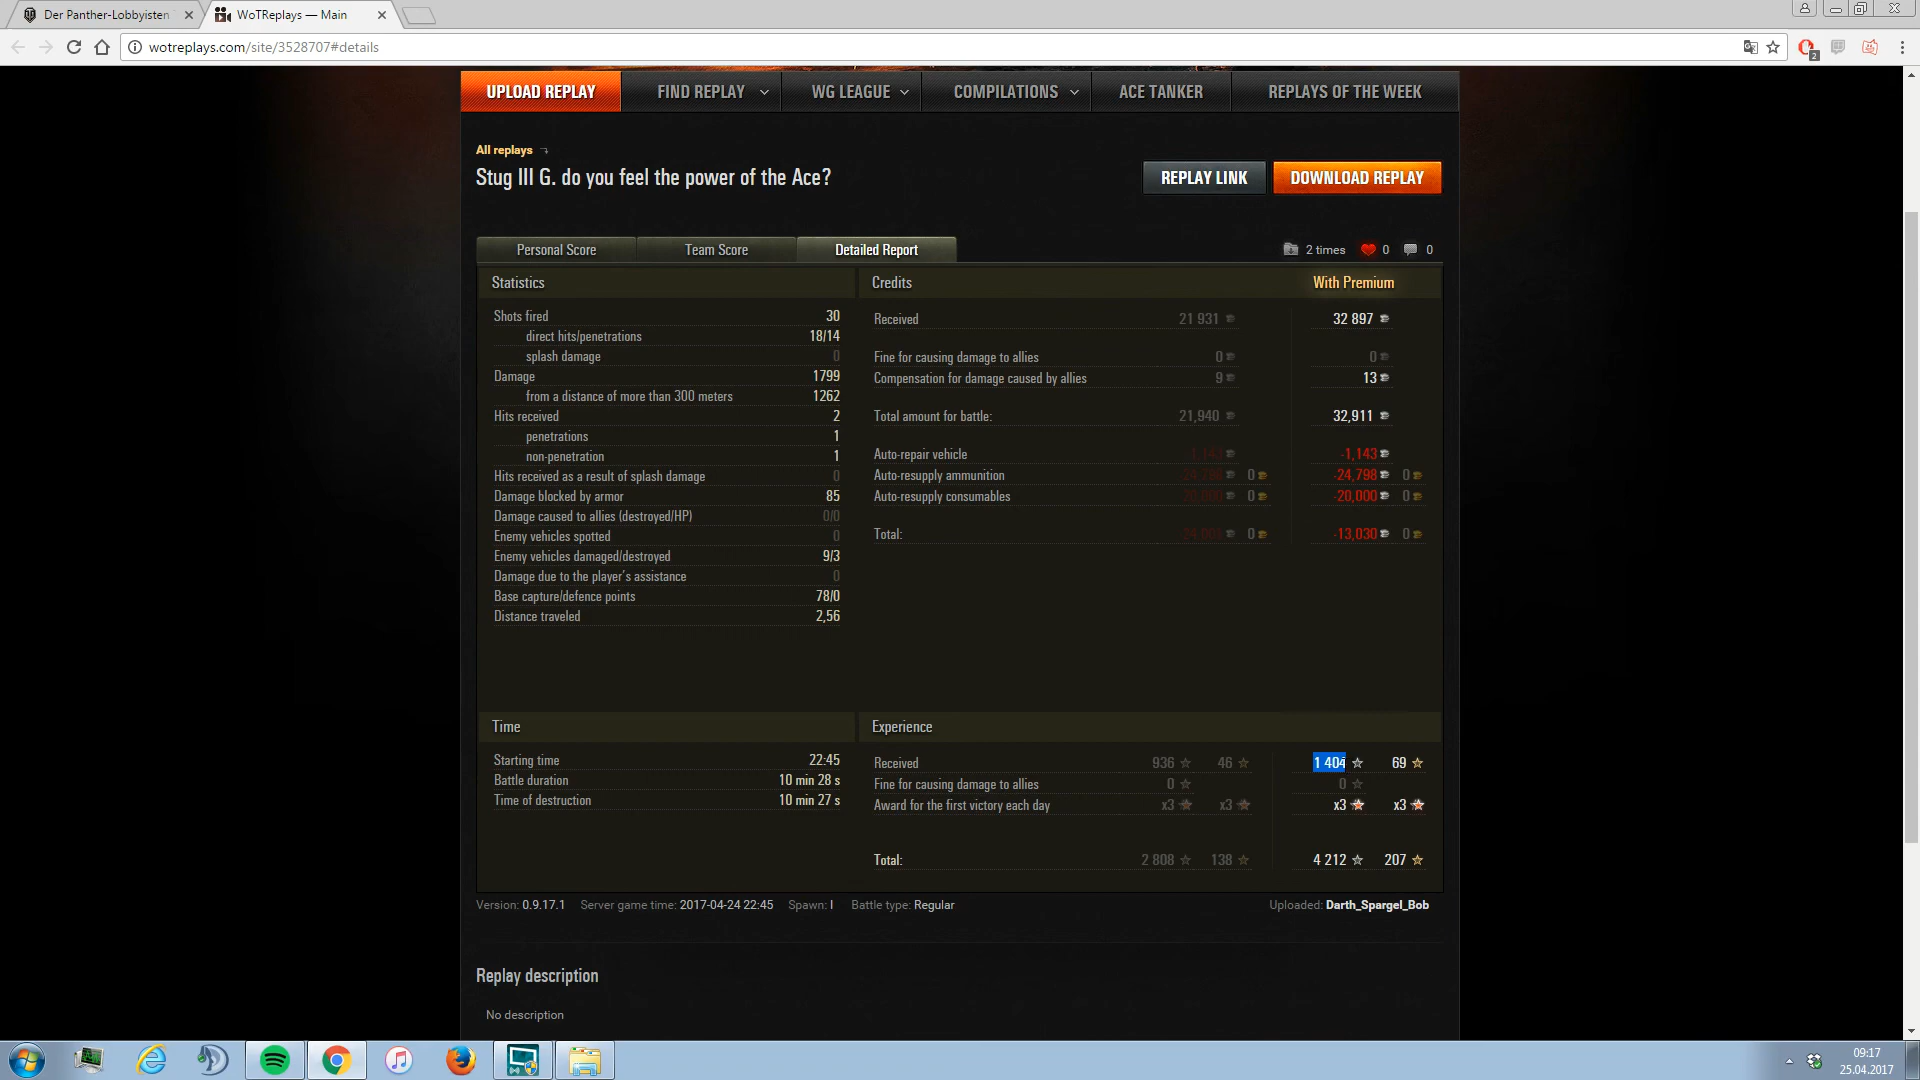 Der Panther-Lobbyisten
WoTReplays — Main
wotreplays.com/site/3528707#details
2
UPLOAD REPLAY FIND REPLAY WG LEAGUE COMPILATIONS ACE TANKER REPLAYS OF THE WEEK
All replays
Stug III G. do you feel the power of the Ace?
REPLAY LINK DOWNLOAD REPLAY
Personal Score Team Score Detailed Report 2 times 0 0
Statistics
Shots fired 30
direct hits/penetrations 18/14
splash damage 0
Damage 1799
from a distance of more than 300 meters 1262
Hits received 2
penetrations 1
non-penetration 1
Hits received as a result of splash damage 0
Damage blocked by armor 85
Damage caused to allies (destroyed/HP) 0/0
Enemy vehicles spotted 0
Enemy vehicles damaged/destroyed 9/3
Damage due to the player's assistance 0
Base capture/defence points 78/0
Distance traveled 2,56
Credits With Premium
Received 21 931 32 897
Fine for causing damage to allies 0 0
Compensation for damage caused by allies 9 13
Total amount for battle: 21,940 32,911
Auto-repair vehicle -1,143 -1,143
Auto-resupply ammunition -24,798 0 -24,798 0
Auto-resupply consumables -20,000 0 -20,000 0
Total: 0 -13,030 0
Time
Starting time 22:45
Battle duration 10 min 28 s
Time of destruction 10 min 27 s
Experience
Received 936 46 1 404 69
Fine for causing damage to allies 0 0
Award for the first victory each day x3 x3 x3 x3
Total: 2 808 138 4 212 207
Version: 0.9.17.1 Server game time: 2017-04-24 22:45 Spawn: I Battle type: Regular Uploaded: Darth_Spargel_Bob
Replay description
No description
09:17
25.04.2017